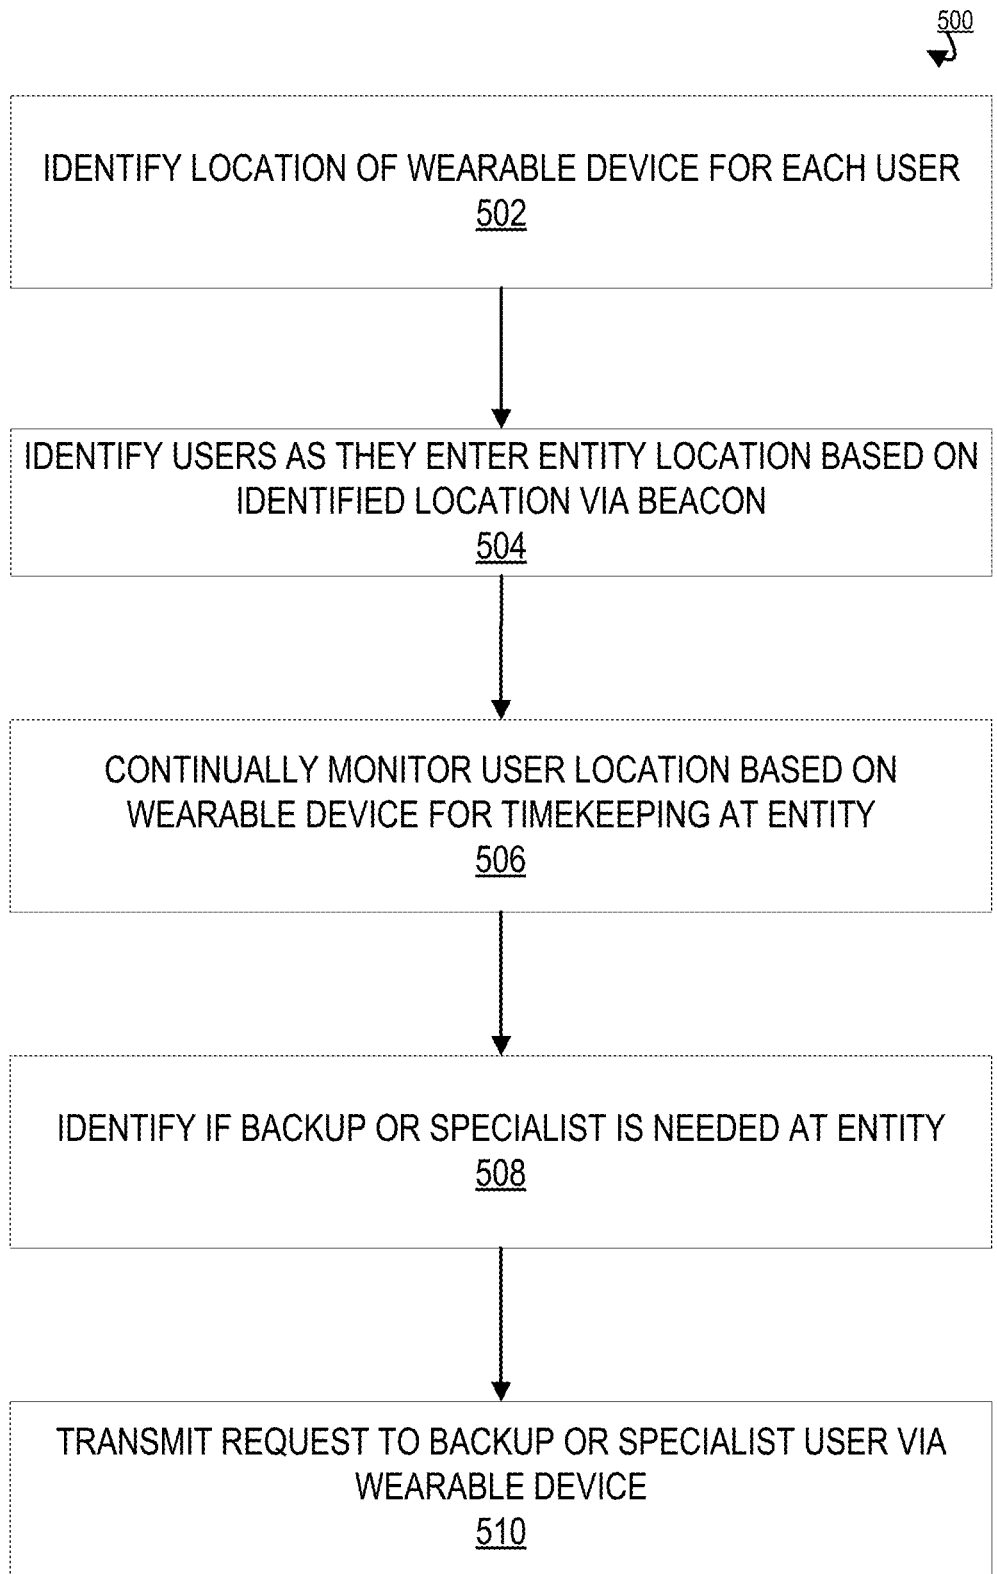 500
IDENTIFY LOCATION OF WEARABLE DEVICE FOR EACH USER
502
IDENTIFY USERS AS THEY ENTER ENTITY LOCATION BASED ON
IDENTIFIED LOCATION VIA BEACON
504
CONTINUALLY MONITOR USER LOCATION BASED ON
WEARABLE DEVICE FOR TIMEKEEPING AT ENTITY
506
IDENTIFY IF BACKUP OR SPECIALIST IS NEEDED AT ENTITY
508
TRANSMIT REQUEST TO BACKUP OR SPECIALIST USER VIA
WEARABLE DEVICE
510